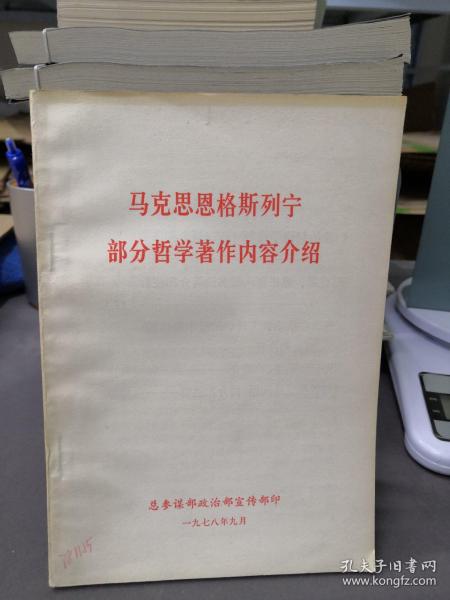 马克思恩格斯列宁
部分哲学著作内容介绍
总参谋部政治部宣传部印
一九七八年九月
孔夫子旧书网
www.kongfz.com